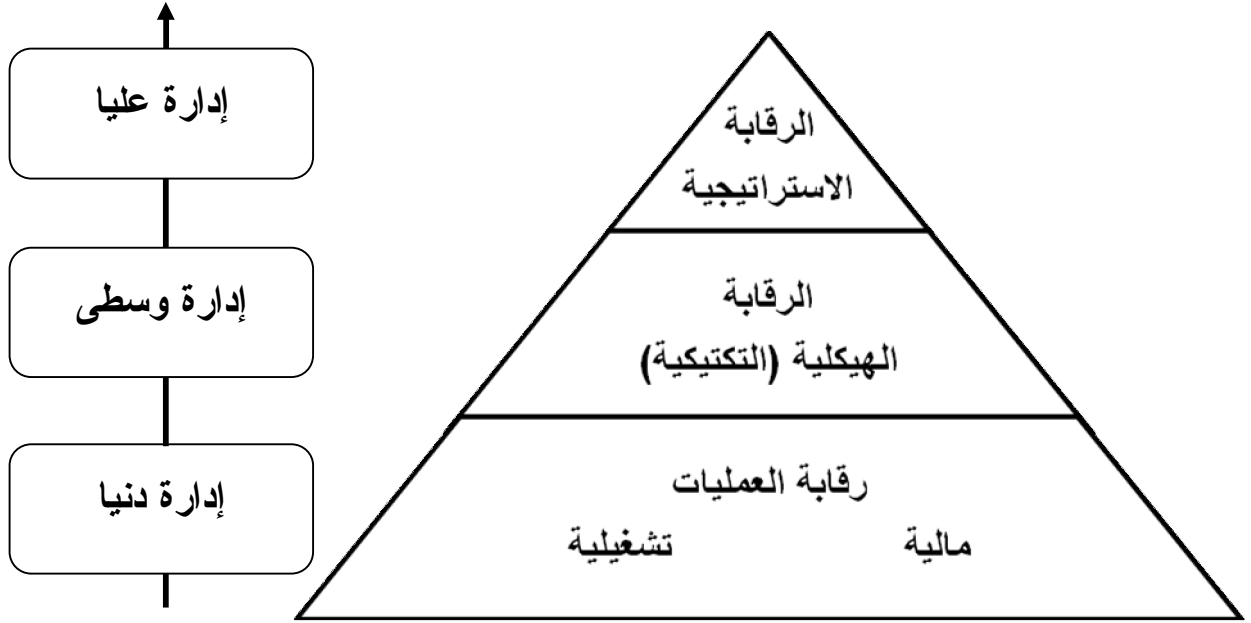 إدارة عليا
الرقابة
الاستراتيجية
إدارة وسطى
الرقابة
الهيكلية (التكتيكية)
إدارة دنيا
رقابة العمليات
مالية تشغيلية